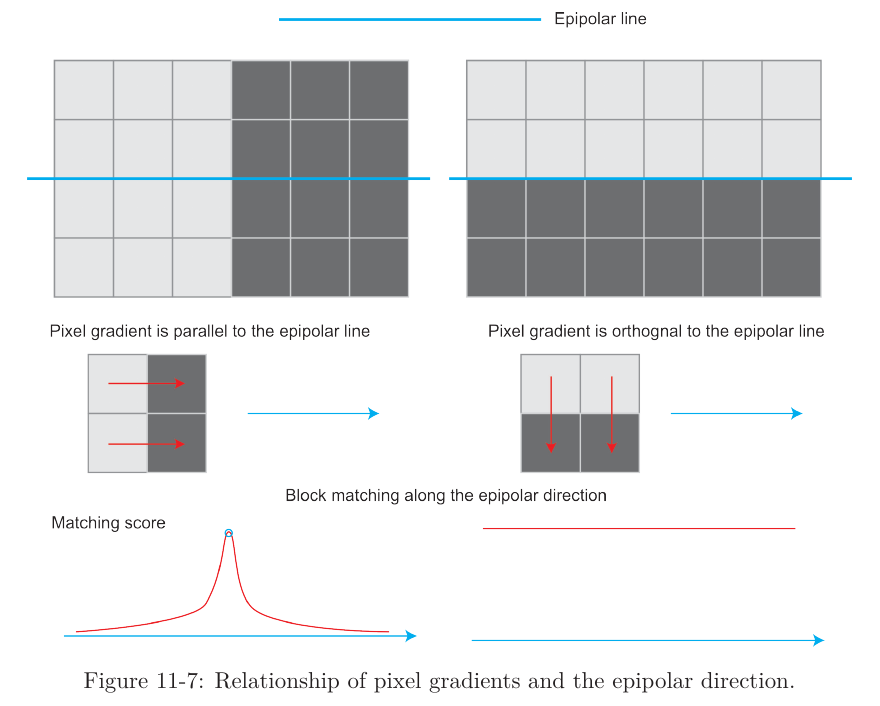 Epipolar line
Pixel gradient is parallel to the epipolar line
Pixel gradient is orthognal to the epipolar line
Block matching along the epipolar direction
Matching score
Figure 11-7: Relationship of pixel gradients and the epipolar direction.